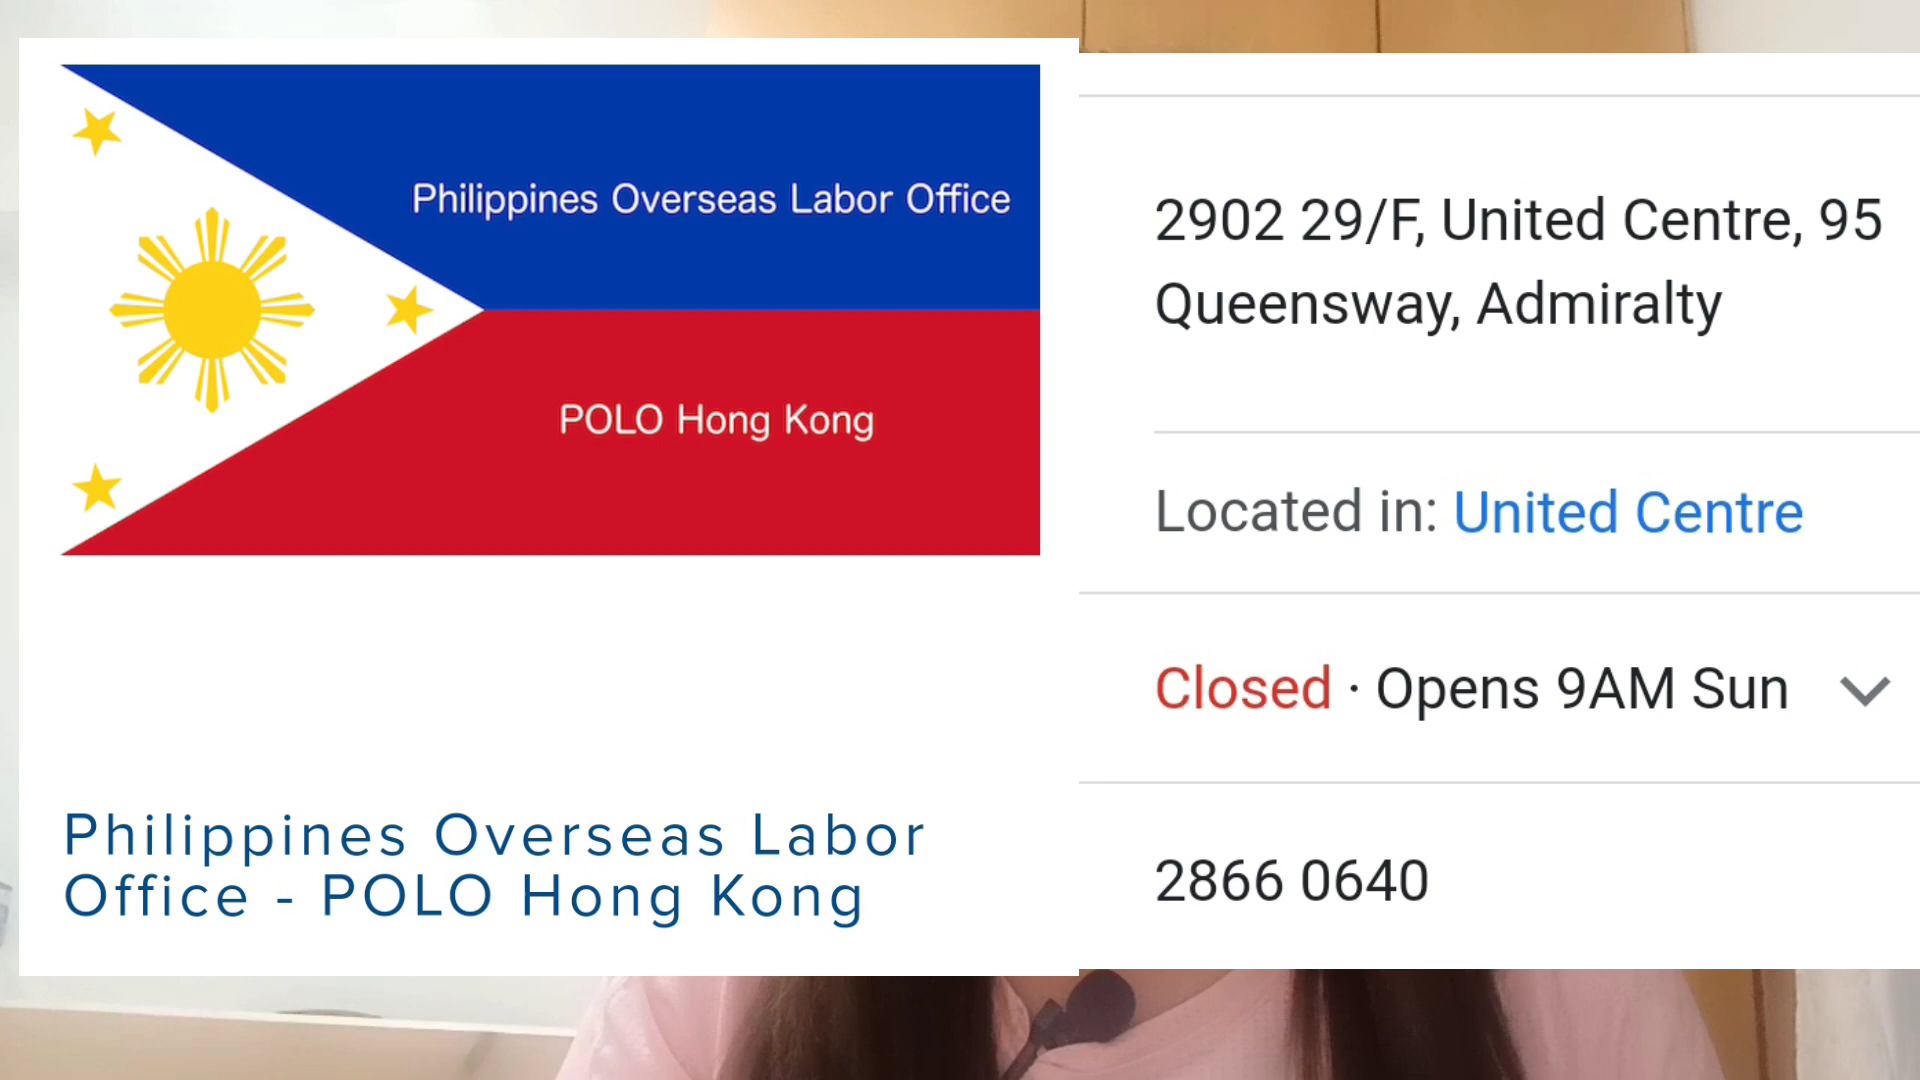 Philippines Overseas Labor Office
POLO Hong Kong
Philippines Overseas Labor
Office - POLO Hong Kong
2902 29/F, United Centre, 95
Queensway, Admiralty
Located in: United Centre
Closed · Opens 9AM Sun
2866 0640